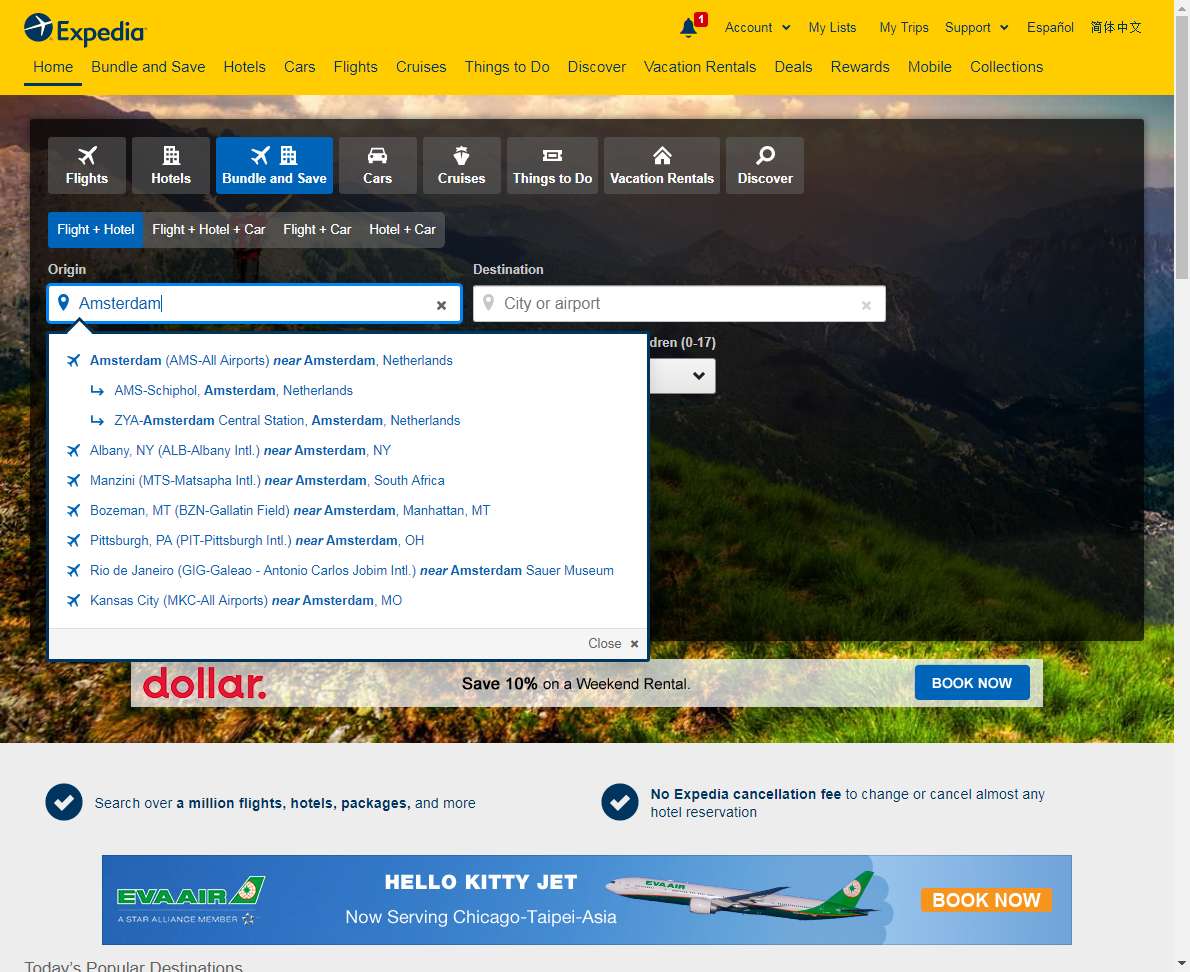 Expedia
1
Account
My Lists
My Trips
Support
Español
简体中文
Home
Bundle and Save
Hotels
Cars
Flights
Cruises
Things to Do
Discover
Vacation Rentals
Deals
Rewards
Mobile
Collections
Flights
Hotels
Bundle and Save
Cars
Cruises
Things to Do
Vacation Rentals
Discover
Flight + Hotel
Flight + Hotel + Car
Flight + Car
Hotel + Car
Origin
Destination
Amsterdam
City or airport
dren (0-17)
Amsterdam (AMS-All Airports) near Amsterdam, Netherlands
AMS-Schiphol, Amsterdam, Netherlands
ZYA-Amsterdam Central Station, Amsterdam, Netherlands
Albany, NY (ALB-Albany Intl.) near Amsterdam, NY
Manzini (MTS-Matsapha Intl.) near Amsterdam, South Africa
Bozeman, MT (BZN-Gallatin Field) near Amsterdam, Manhattan, MT
Pittsburgh, PA (PIT-Pittsburgh Intl.) near Amsterdam, OH
Rio de Janeiro (GIG-Galeao - Antonio Carlos Jobim Intl.) near Amsterdam Sauer Museum
Kansas City (MKC-All Airports) near Amsterdam, MO
Close
dollar.
Save 10% on a Weekend Rental.
BOOK NOW
Search over a million flights, hotels, packages, and more
No Expedia cancellation fee to change or cancel almost any
hotel reservation
EVA AIR
A STAR ALLIANCE MEMBER
HELLO KITTY JET
Now Serving Chicago-Taipei-Asia
EVA AIR
BOOK NOW
Today's Popular Destinations